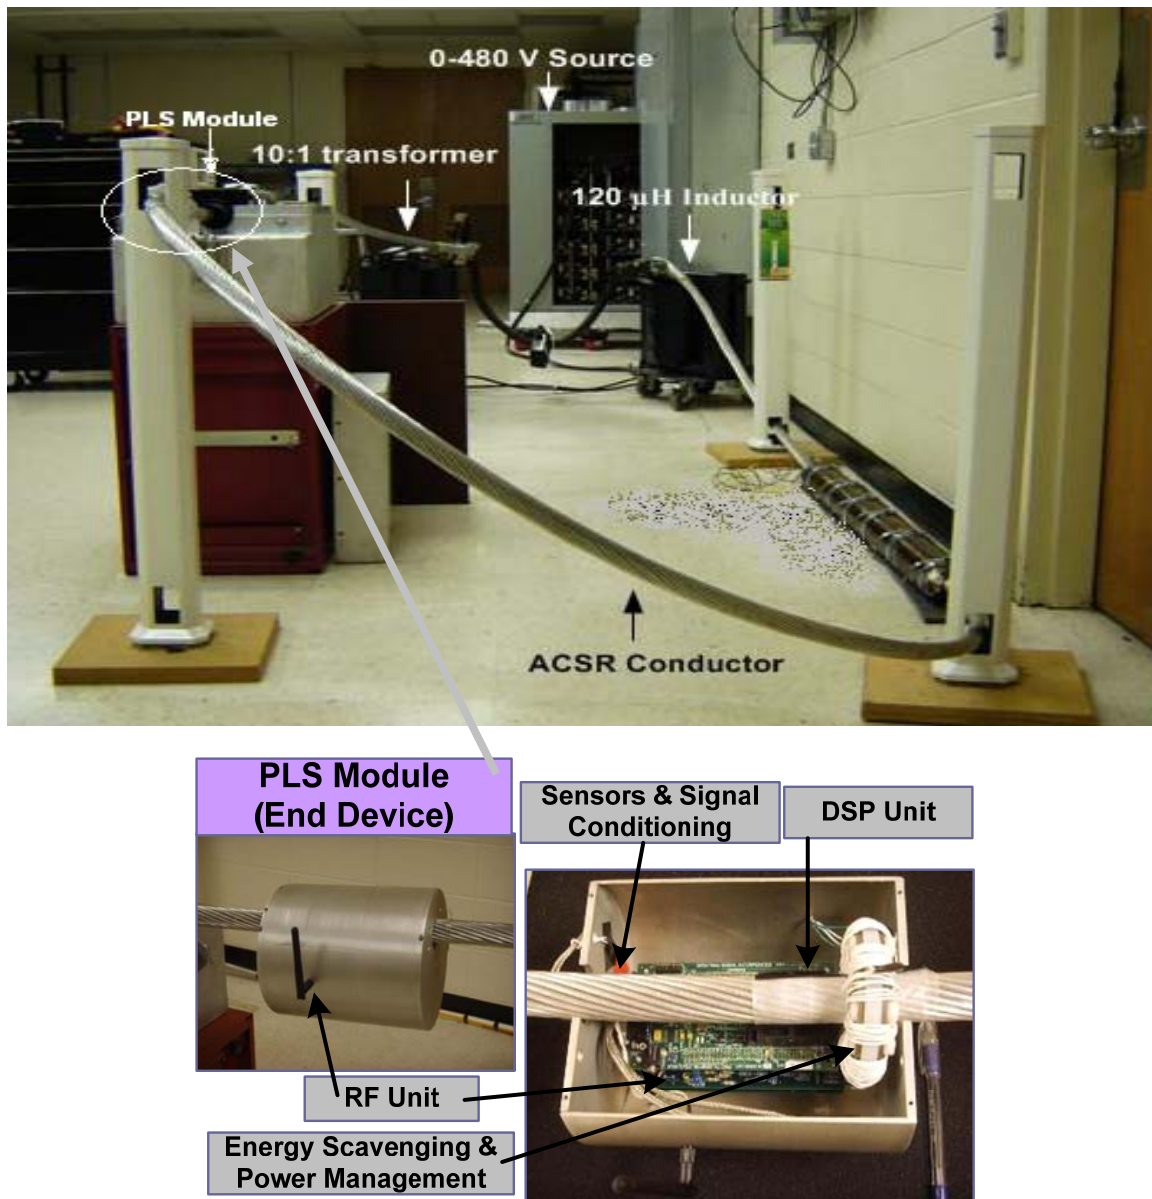 0-480 V Source
PLS Module
10:1 transformer
120 µH Inductor
ACSR Conductor
PLS Module
(End Device)
Sensors & Signal
Conditioning
DSP Unit
RF Unit
Energy Scavenging &
Power Management